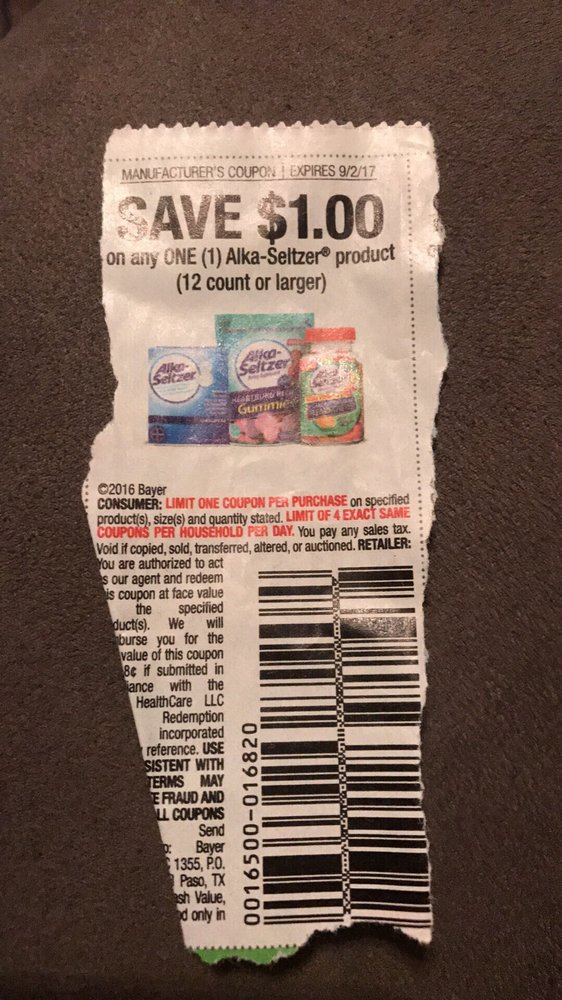 MANUFACTURER'S COUPON | EXPIRES 9/2/17
SAVE $1.00
on any ONE (1) Alka-Seltzer® product
(12 count or larger)
Alka-
Seltzer
Alka-
Seltzer
Gummies
©2016 Bayer
CONSUMER: LIMIT ONE COUPON PER PURCHASE on specified
product(s), size(s) and quantity stated. LIMIT OF 4 EXACT SAME
COUPONS PER HOUSEHOLD PER DAY. You pay any sales tax.
Void if copied, sold, transferred, altered, or auctioned. RETAILER:
You are authorized to act
s our agent and redeem
is coupon at face value
the specified
duct(s). We will
burse you for the
value of this coupon
8¢ if submitted in
iance with the
HealthCare LLC
Redemption
incorporated
reference. USE
SISTENT WITH
TERMS MAY
E FRAUD AND
LL COUPONS
Send
o: Bayer
1355, P.O.
Paso, TX
ash Value,
d only in
0016500-016820